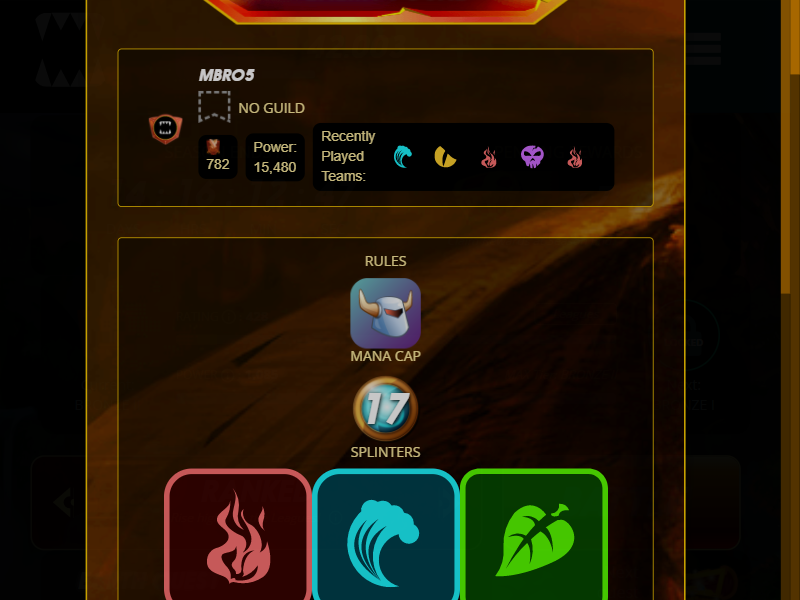 MBRO5
NO GUILD
782
Power:
15,480
Recently
Played
Teams:
RULES
MANA CAP
17
SPLINTERS